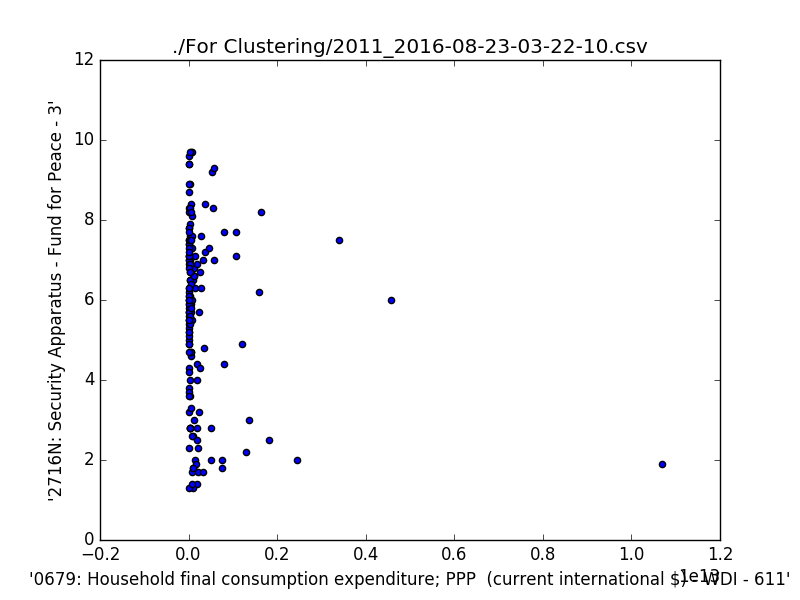 ./For Clustering/2011_2016-08-23-03-22-10.csv
12
10
8
6
4
2
0
'2716N: Security Apparatus - Fund for Peace - 3'
−0.2 0.0 0.2 0.4 0.6 0.8 1.0 1.2
1e13
'0679: Household final consumption expenditure; PPP (current international $) - WDI - 611'